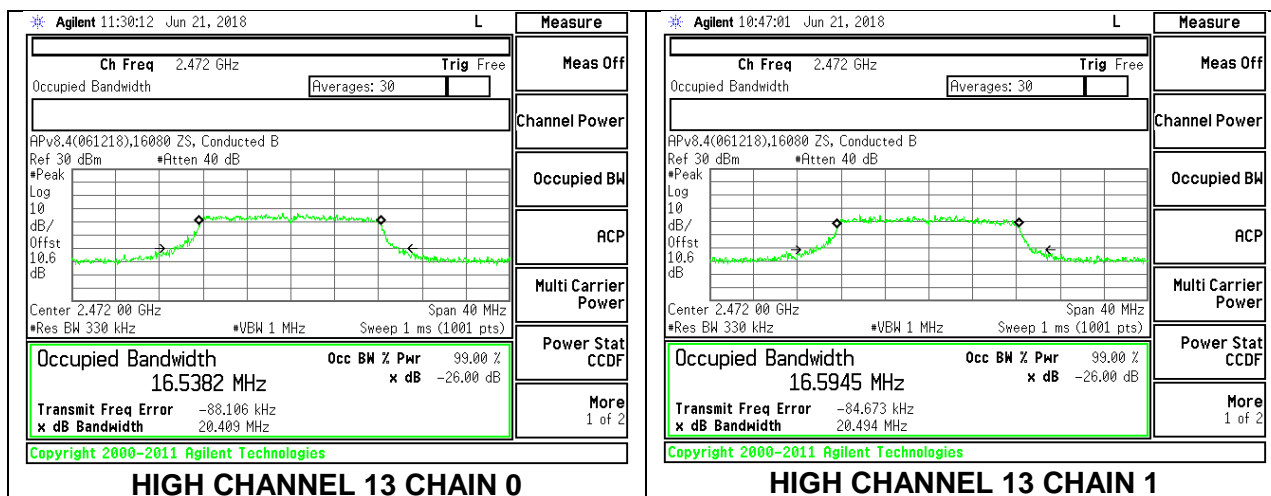 Agilent 11:30:12 Jun 21, 2018 L
Measure
Ch Freq 2.472 GHz Trig Free
Occupied Bandwidth Averages: 30
APv8.4(061218),16080 ZS, Conducted B
Ref 30 dBm #Atten 40 dB
#Peak
Log
10
dB/
Offst
10.6
dB
Center 2.472 00 GHz Span 40 MHz
#Res BW 330 kHz #VBW 1 MHz Sweep 1 ms (1001 pts)
Occupied Bandwidth Occ BW % Pwr 99.00 %
16.5382 MHz x dB -26.00 dB
Transmit Freq Error -88.106 kHz
x dB Bandwidth 20.409 MHz
Copyright 2000-2011 Agilent Technologies
Meas Off
Channel Power
Occupied BW
ACP
Multi Carrier
Power
Power Stat
CCDF
More
1 of 2
HIGH CHANNEL 13 CHAIN 0
Agilent 10:47:01 Jun 21, 2018 L
Measure
Ch Freq 2.472 GHz Trig Free
Occupied Bandwidth Averages: 30
APv8.4(061218),16080 ZS, Conducted B
Ref 30 dBm #Atten 40 dB
#Peak
Log
10
dB/
Offst
10.6
dB
Center 2.472 00 GHz Span 40 MHz
#Res BW 330 kHz #VBW 1 MHz Sweep 1 ms (1001 pts)
Occupied Bandwidth Occ BW % Pwr 99.00 %
16.5945 MHz x dB -26.00 dB
Transmit Freq Error -84.673 kHz
x dB Bandwidth 20.494 MHz
Copyright 2000-2011 Agilent Technologies
Meas Off
Channel Power
Occupied BW
ACP
Multi Carrier
Power
Power Stat
CCDF
More
1 of 2
HIGH CHANNEL 13 CHAIN 1